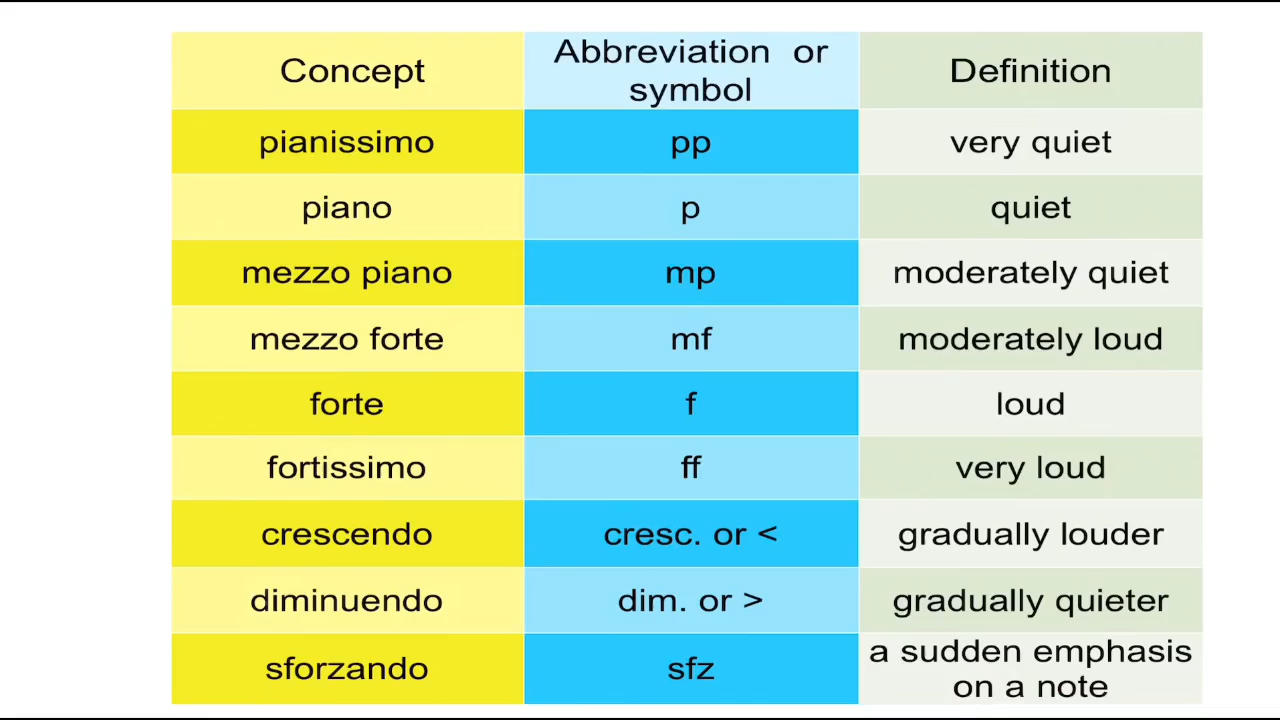 Concept Abbreviation or symbol Definition
pianissimo pp very quiet
piano p quiet
mezzo piano mp moderately quiet
mezzo forte mf moderately loud
forte f loud
fortissimo ff very loud
crescendo cresc. or < gradually louder
diminuendo dim. or > gradually quieter
sforzando sfz a sudden emphasis on a note